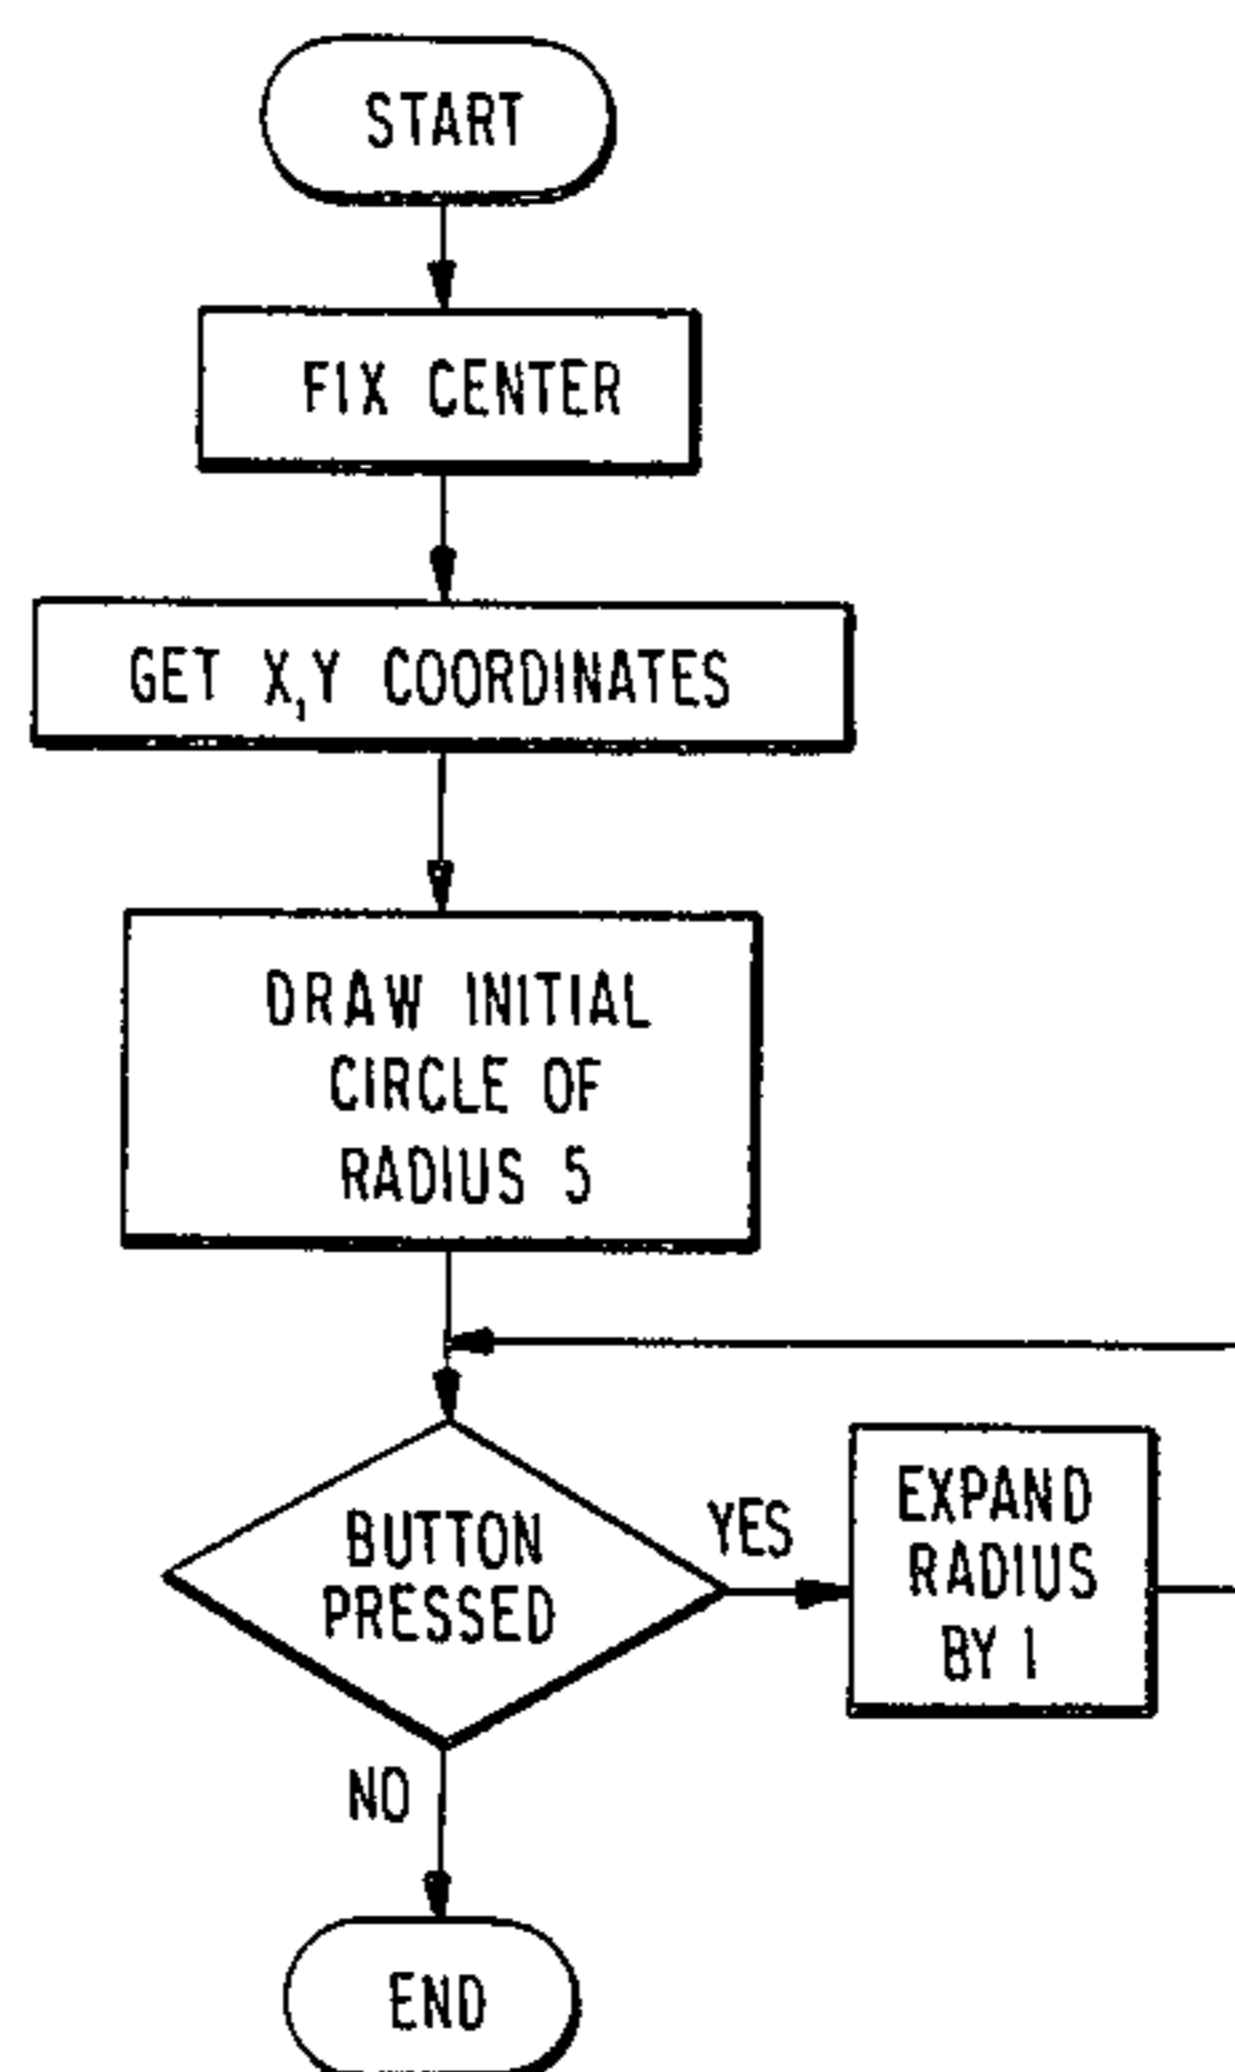 START
FIX CENTER
GET X,Y COORDINATES
DRAW INITIAL
CIRCLE OF
RADIUS 5
BUTTON
PRESSED
YES
EXPAND
RADIUS
BY 1
NO
END